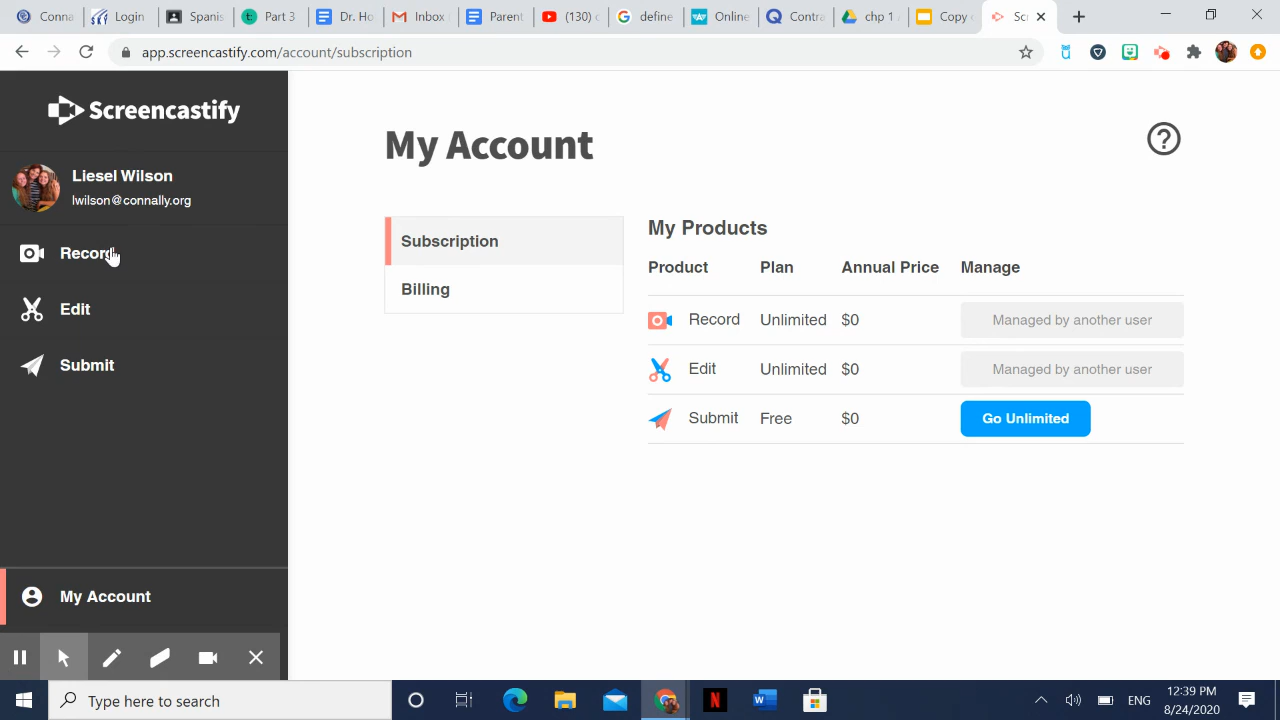 Conna
Login
Spanis
Part 3
Dr Ho
Inbox
Parent
(130)
define
Online
Contra
chp 1
Copy
Sc
app.screencastify.com/account/subscription
Screencastify
Liesel Wilson
lwilson@connally.org
Record
Edit
Submit
My Account
My Account
Subscription
Billing
My Products
Product Plan Annual Price Manage
Record Unlimited $0 Managed by another user
Edit Unlimited $0 Managed by another user
Submit Free $0 Go Unlimited
Type here to search
ENG
12:39 PM
8/24/2020